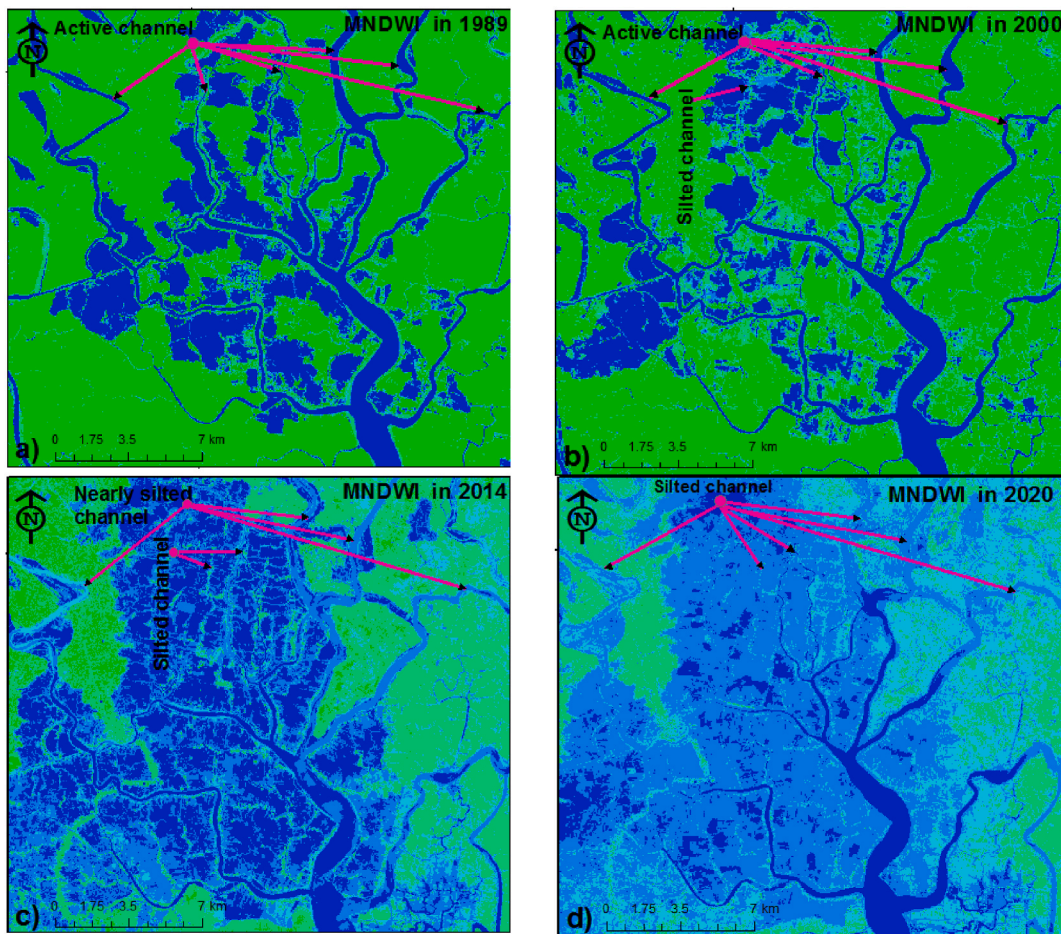 Active channel
MNDWI in 1989
N
a)
0 1.75 3.5 7 km
Active channel
MNDWI in 2000
N
Silted channel
b)
0 1.75 3.5 7 km
Nearly silted
channel
MNDWI in 2014
N
Silted channel
c)
0 1.75 3.5 7 km
Silted channel
MNDWI in 2020
N
d)
0 1.75 3.5 7 km